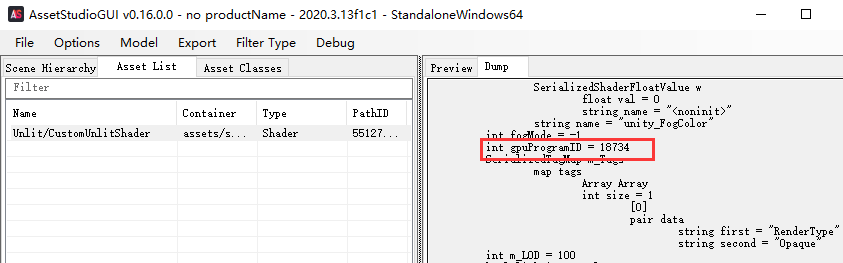 AssetStudioGUI v0.16.0.0 - no productName - 2020.3.13f1c1 - StandaloneWindows64
File Options Model Export Filter Type Debug
Scene Hierarchy Asset List Asset Classes
Filter
Name Container Type PathID
Unlit/CustomUnlitShader assets/s... Shader 55127...
Preview Dump
SerializedShaderFloatValue w
float val = 0
string name = "<noninit>"
string name = "unity_FogColor"
int fogMode = -1
int gpuProgramID = 18734
SerializedTagMap m_Tags
map tags
Array Array
int size = 1
[0]
pair data
string first = "RenderType"
string second = "Opaque"
int m_LOD = 100